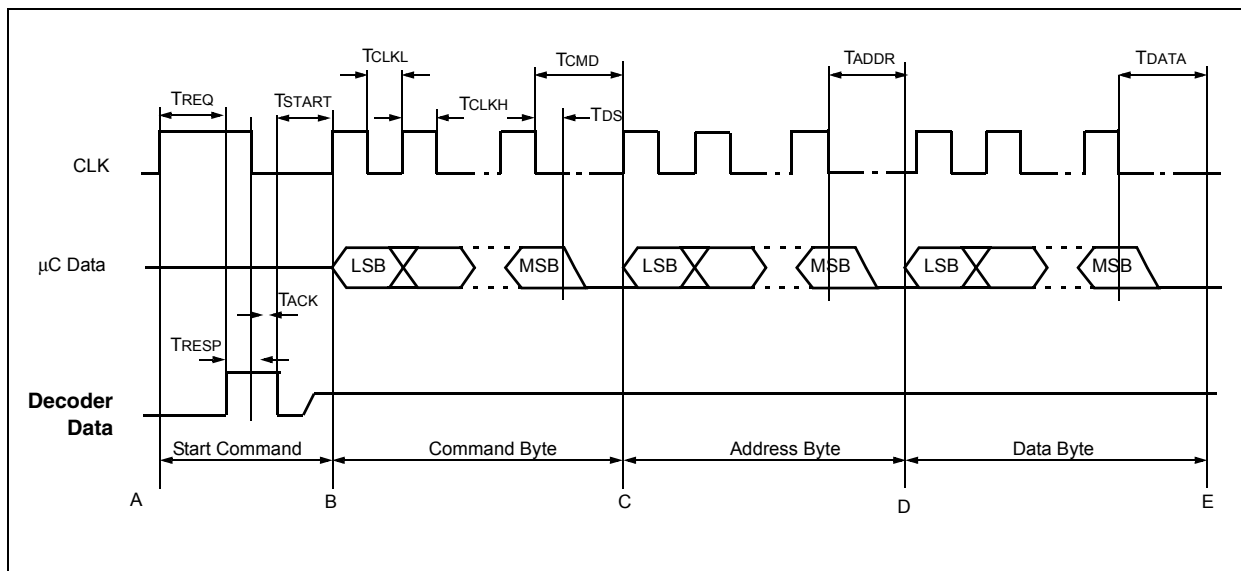 TCLKL
TCMD
TADDR
TDATA
TREQ
TSTART
TCLKH
TDS
CLK
μC Data
LSB
MSB
LSB
MSB
LSB
MSB
TACK
TRESP
Decoder
Data
Start Command
Command Byte
Address Byte
Data Byte
A
B
C
D
E